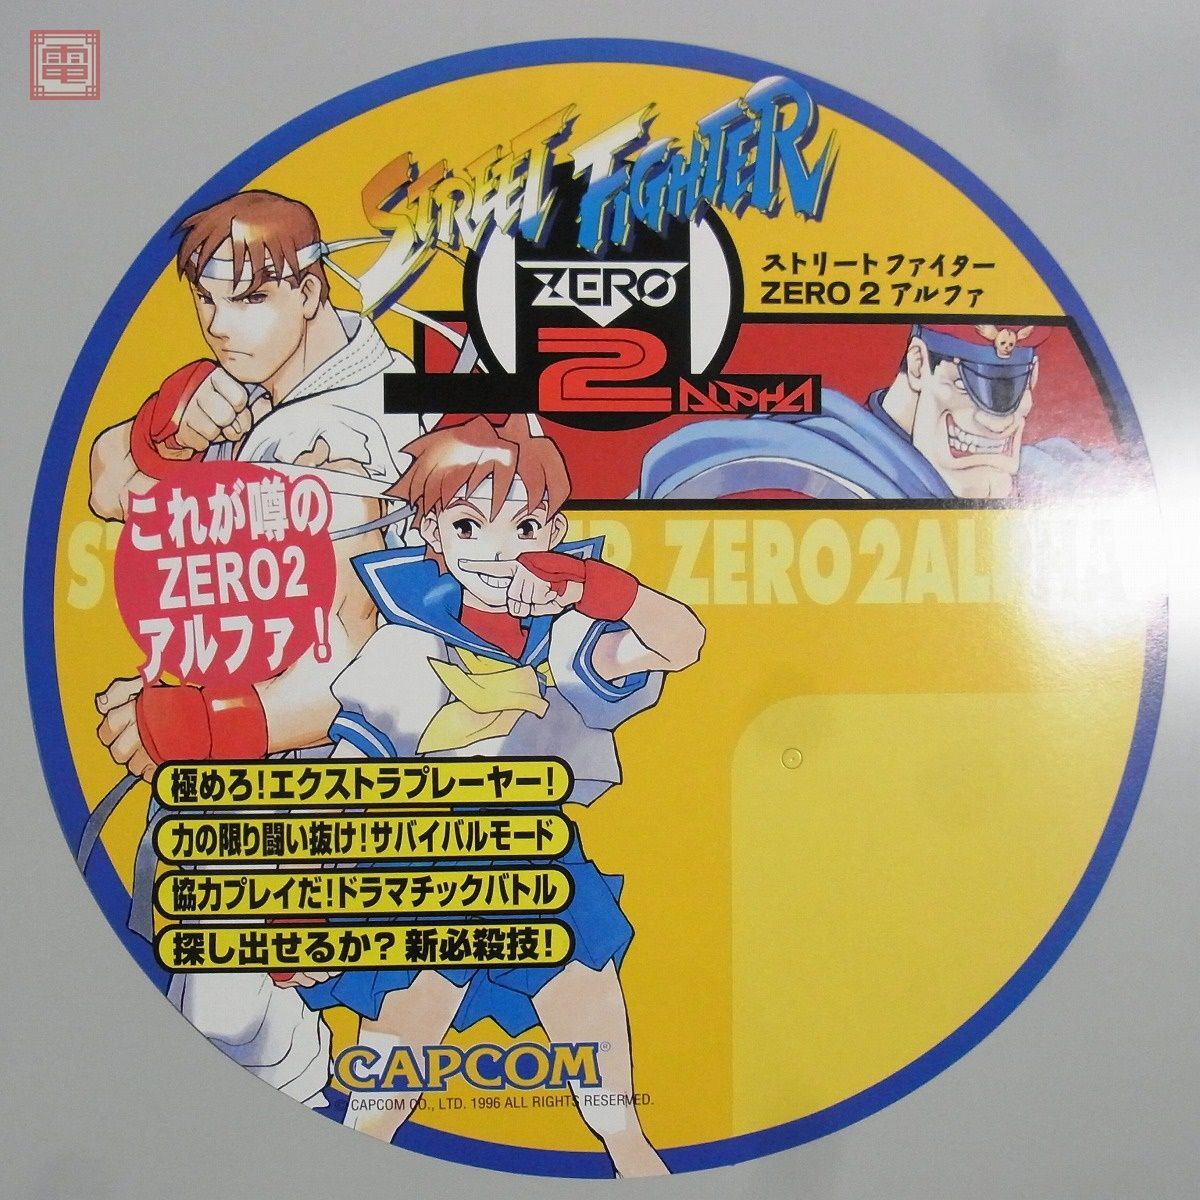 電
STREET FIGHTER
ZERO
2
ALPHA
ストリートファイター
ZERO 2 アルファ
これが噂の
ZERO2
アルファ!
ZERO2AL
極めろ!エクストラプレーヤー!
力の限り闘い抜け!サバイバルモード
協力プレイだ!ドラマチックバトル
探し出せるか?新必殺技!
CAPCOM®
© CAPCOM CO., LTD. 1996 ALL RIGHTS RESERVED.